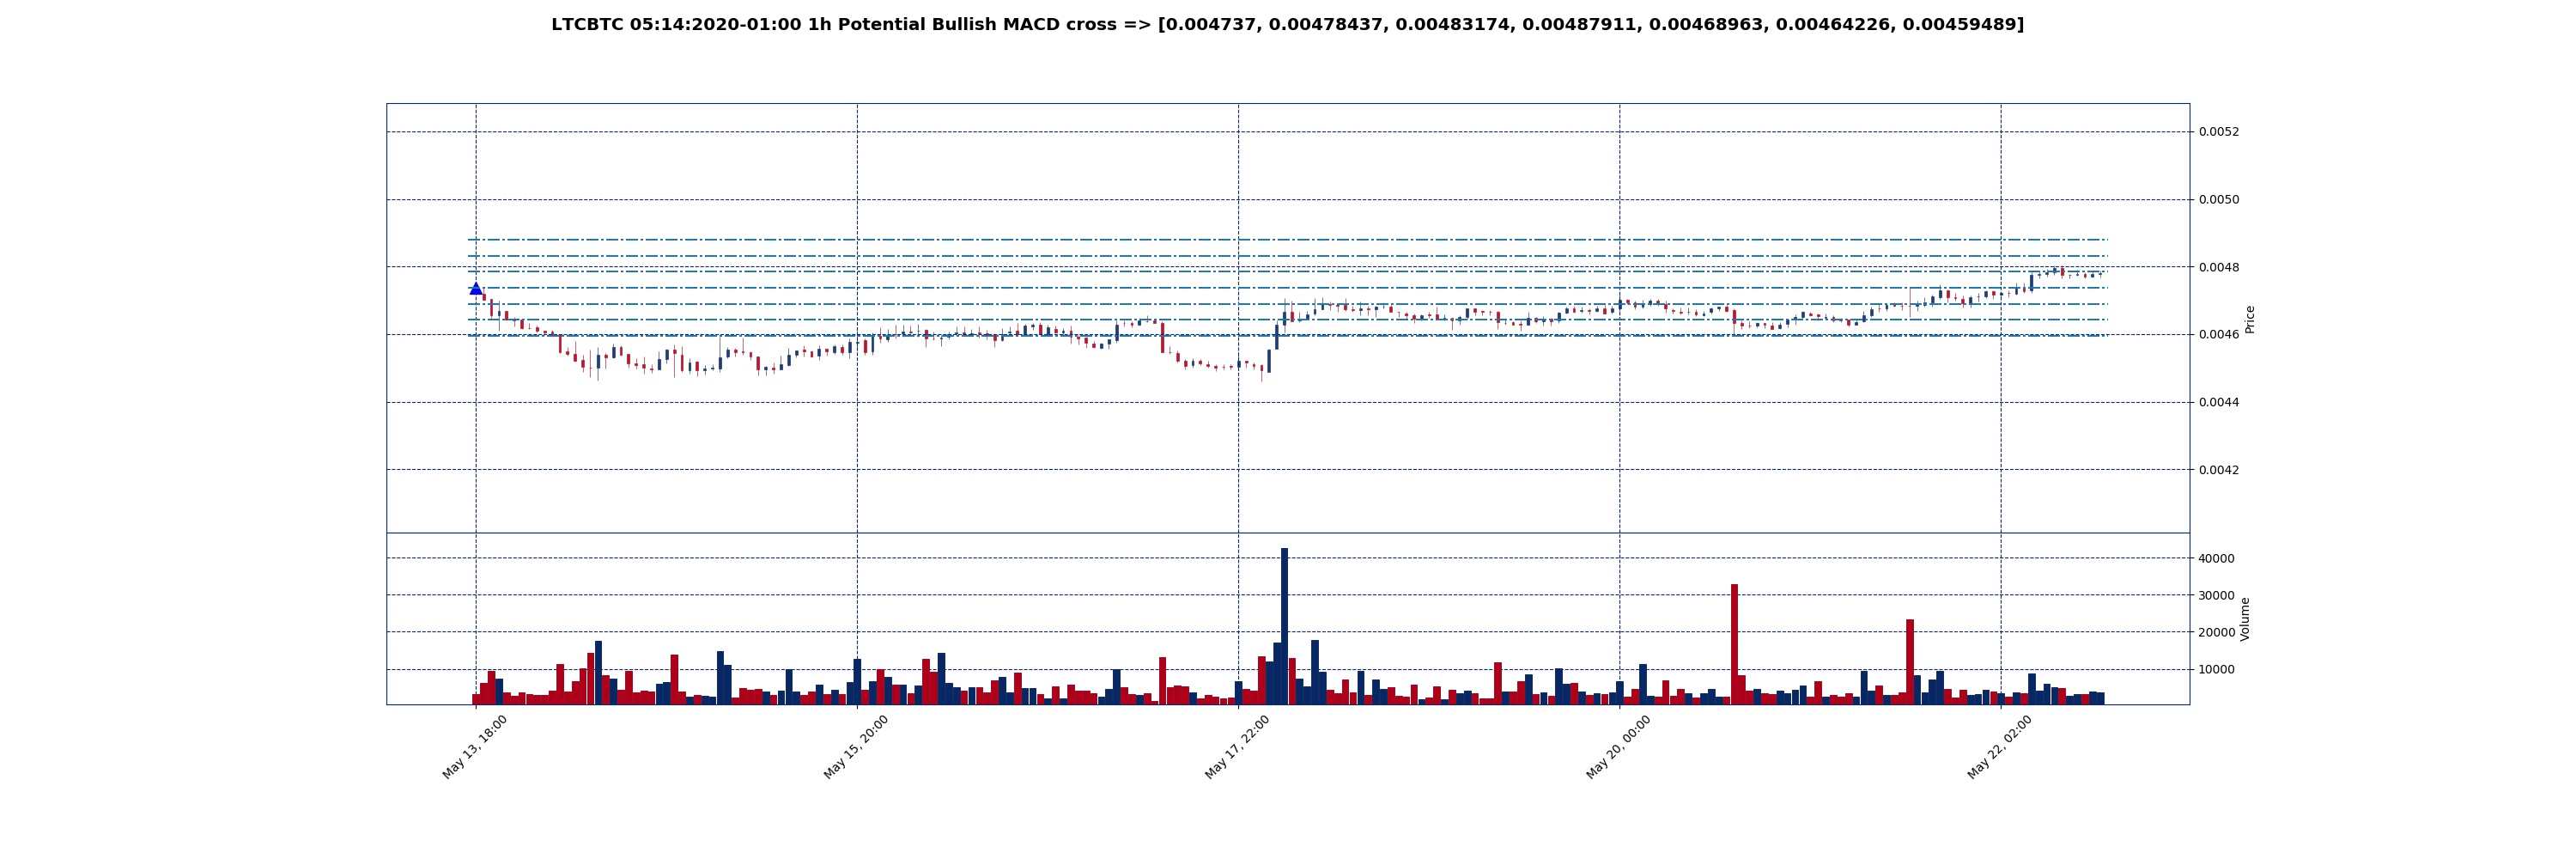 LTCBTC 05:14:2020-01:00 1h Potential Bullish MACD cross => [0.004737, 0.00478437, 0.00483174, 0.00487911, 0.00468963, 0.00464226, 0.00459489]
0.0052
0.0050
0.0048
0.0046
0.0044
0.0042
Price
40000
30000
20000
10000
Volume
May 13, 18:00
May 15, 20:00
May 17, 22:00
May 20, 00:00
May 22, 02:00